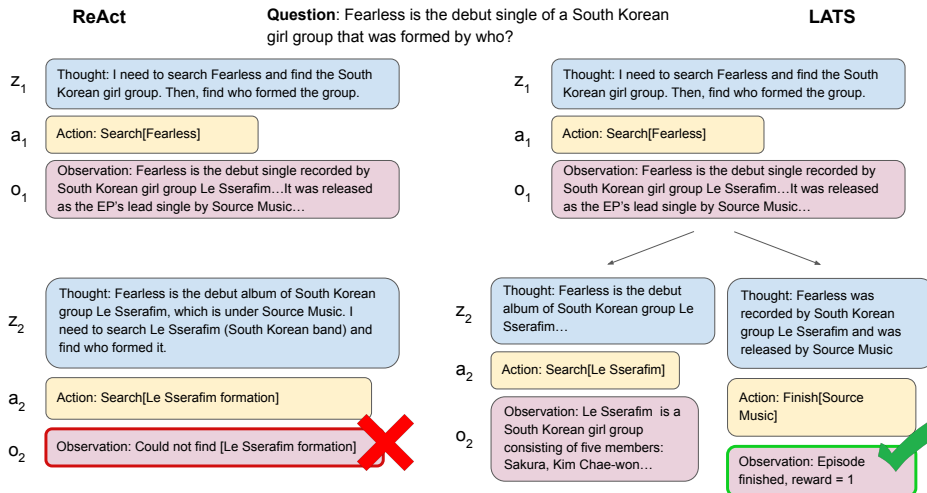 ReAct
Question: Fearless is the debut single of a South Korean
girl group that was formed by who?
LATS
z1
Thought: I need to search Fearless and find the South
Korean girl group. Then, find who formed the group.
a1
Action: Search[Fearless]
o1
Observation: Fearless is the debut single recorded by
South Korean girl group Le Sserafim…It was released
as the EP's lead single by Source Music…
z2
Thought: Fearless is the debut album of South Korean
group Le Sserafim, which is under Source Music. I
need to search Le Sserafim (South Korean band) and
find who formed it.
a2
Action: Search[Le Sserafim formation]
o2
Observation: Could not find [Le Sserafim formation]
z1
Thought: I need to search Fearless and find the South
Korean girl group. Then, find who formed the group.
a1
Action: Search[Fearless]
o1
Observation: Fearless is the debut single recorded by
South Korean girl group Le Sserafim…It was released
as the EP's lead single by Source Music…
z2
Thought: Fearless is the debut
album of South Korean group Le
Sserafim…
a2
Action: Search[Le Sserafim]
o2
Observation: Le Sserafim is a
South Korean girl group
consisting of five members:
Sakura, Kim Chae-won…
Thought: Fearless was
recorded by South Korean
group Le Sserafim and was
released by Source Music
Action: Finish[Source
Music]
Observation: Episode
finished, reward = 1